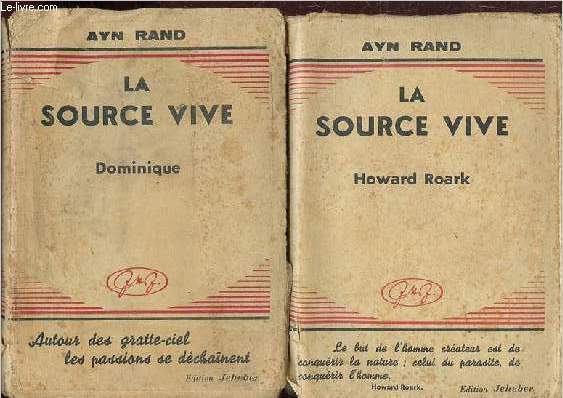 © Le-livre.com
AYN RAND
LA
SOURCE VIVE
Dominique
Autour des gratte-ciel
les passions se déchaînent
Edition Jeheber
AYN RAND
LA
SOURCE VIVE
Howard Roark
Le but de l'homme créateur est de
conquérir la nature ; celui du parasite, de
conquérir l'homme.
Howard Roark.
Edition Jeheber